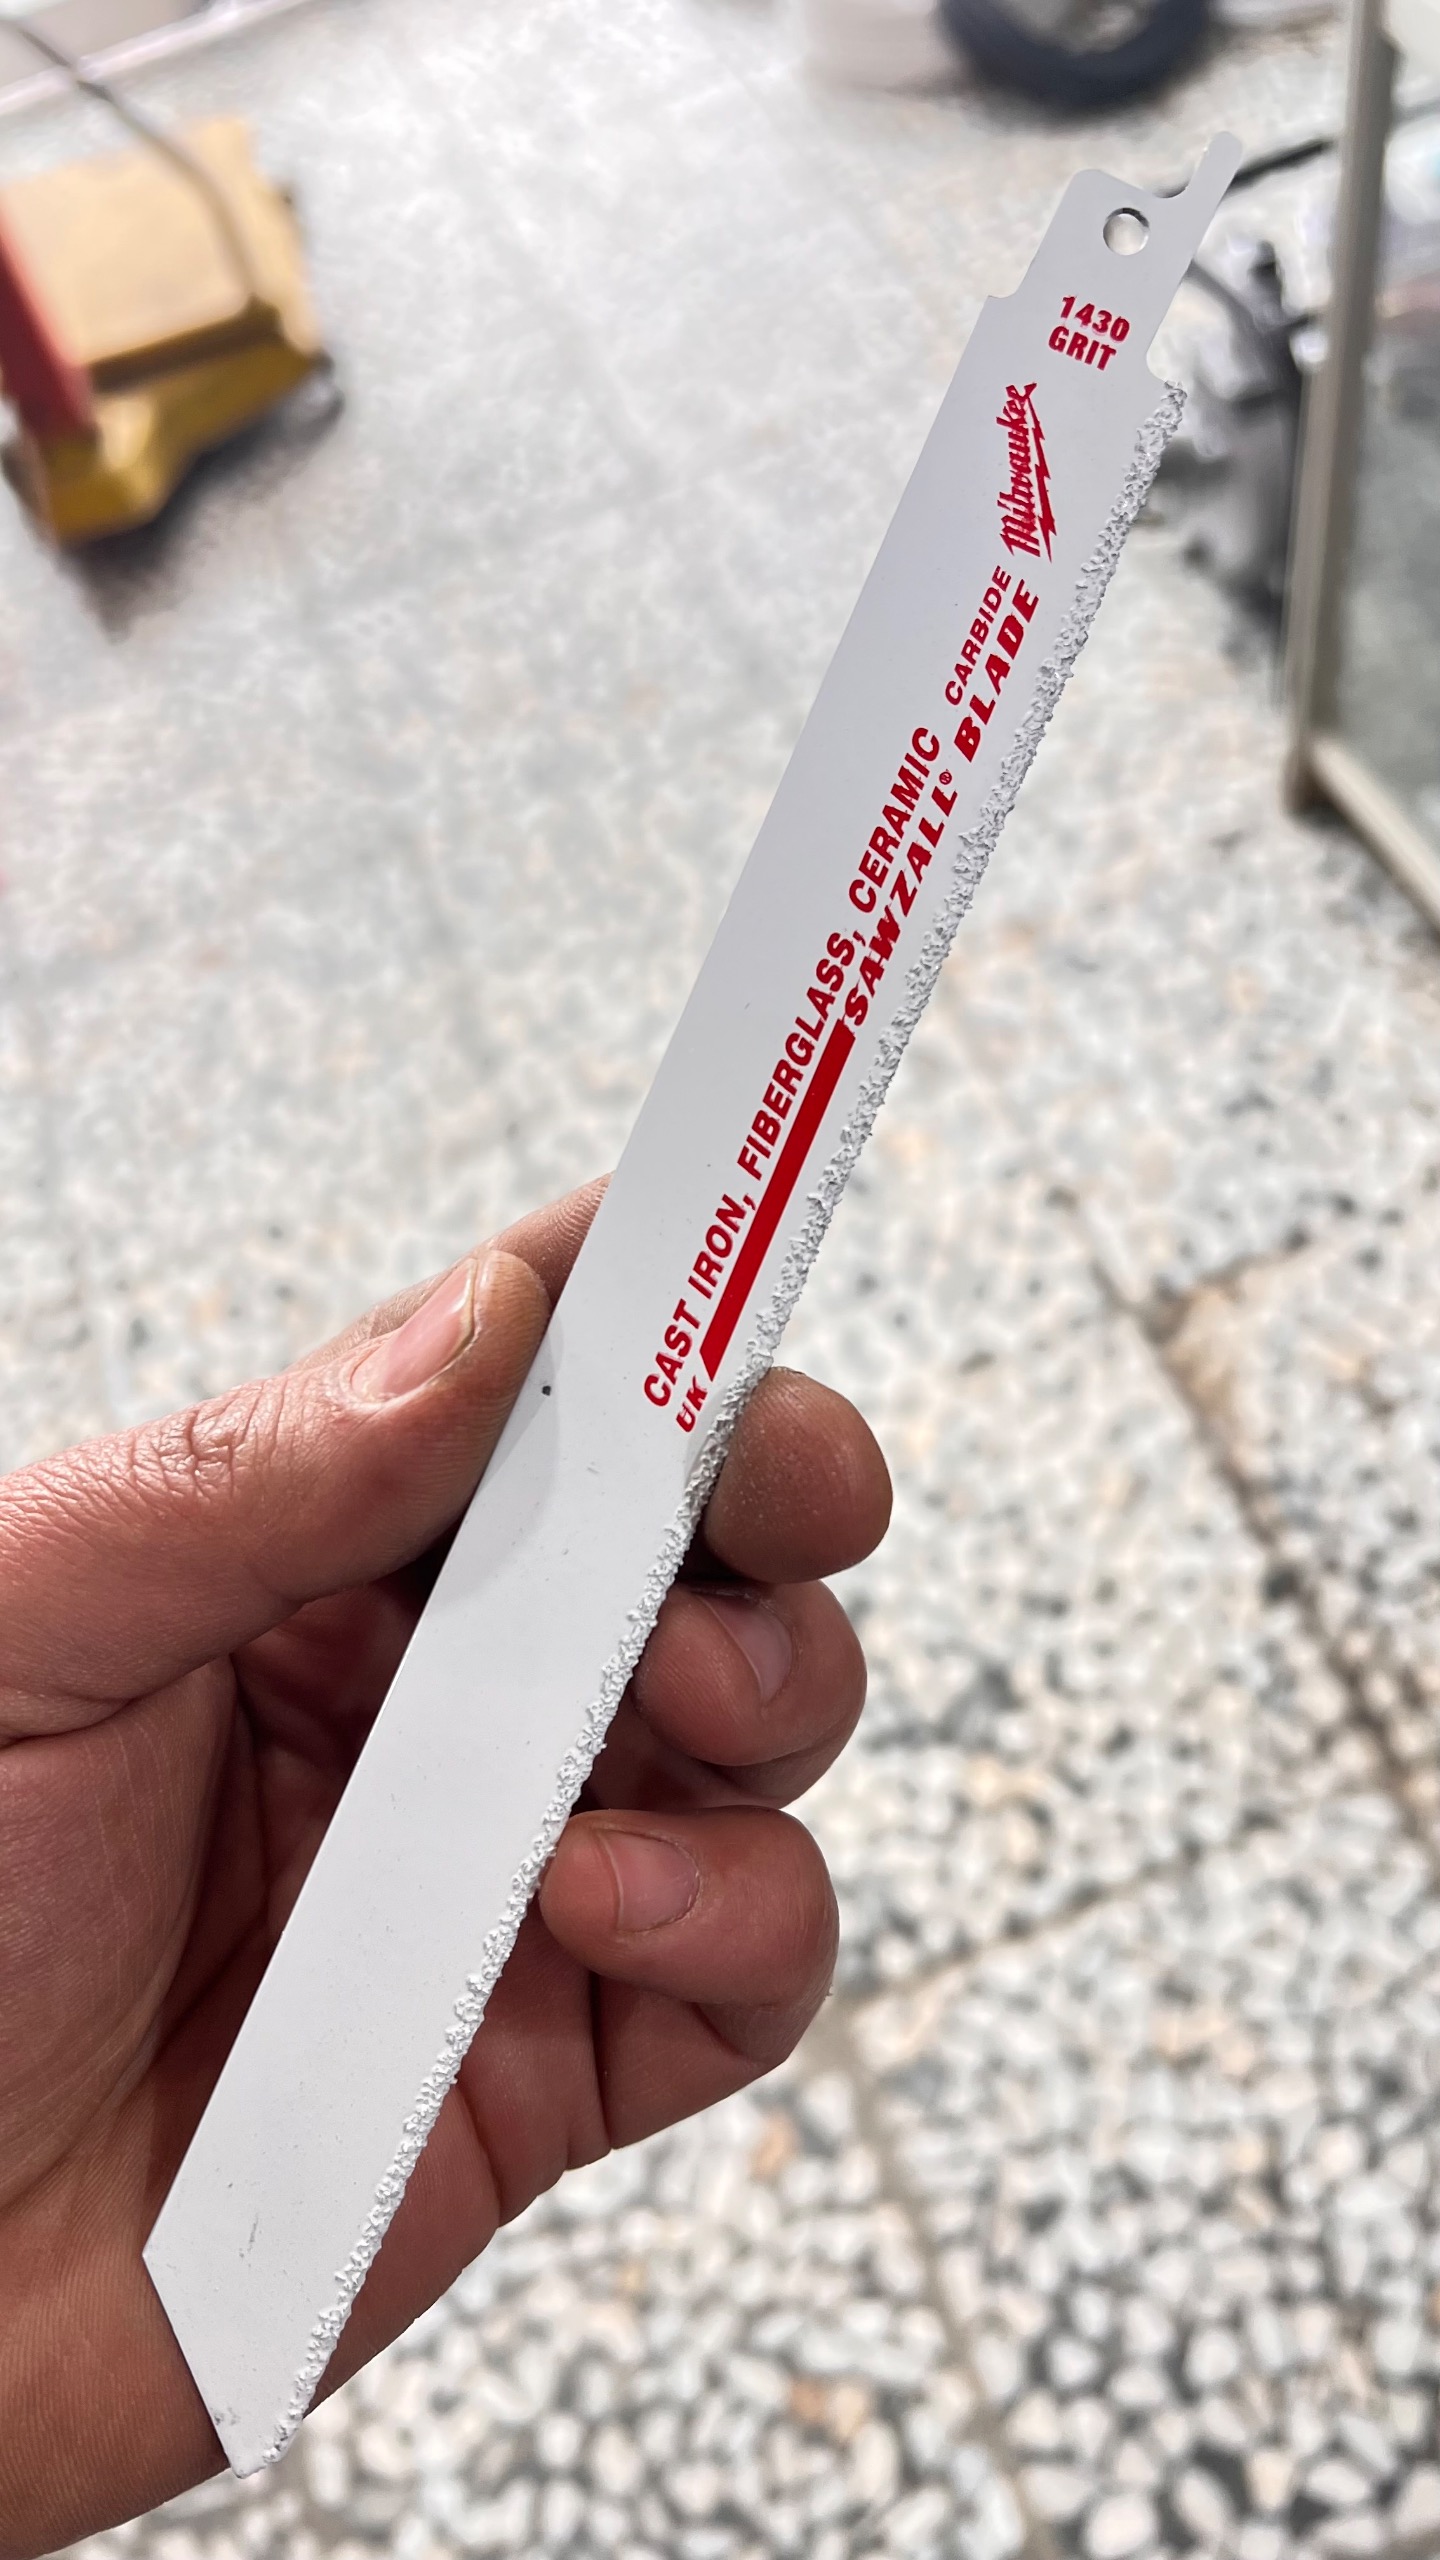 1430
GRIT
Milwaukee
CARBIDE
SAWZALL® BLADE
CAST IRON, FIBERGLASS, CERAMIC
UK